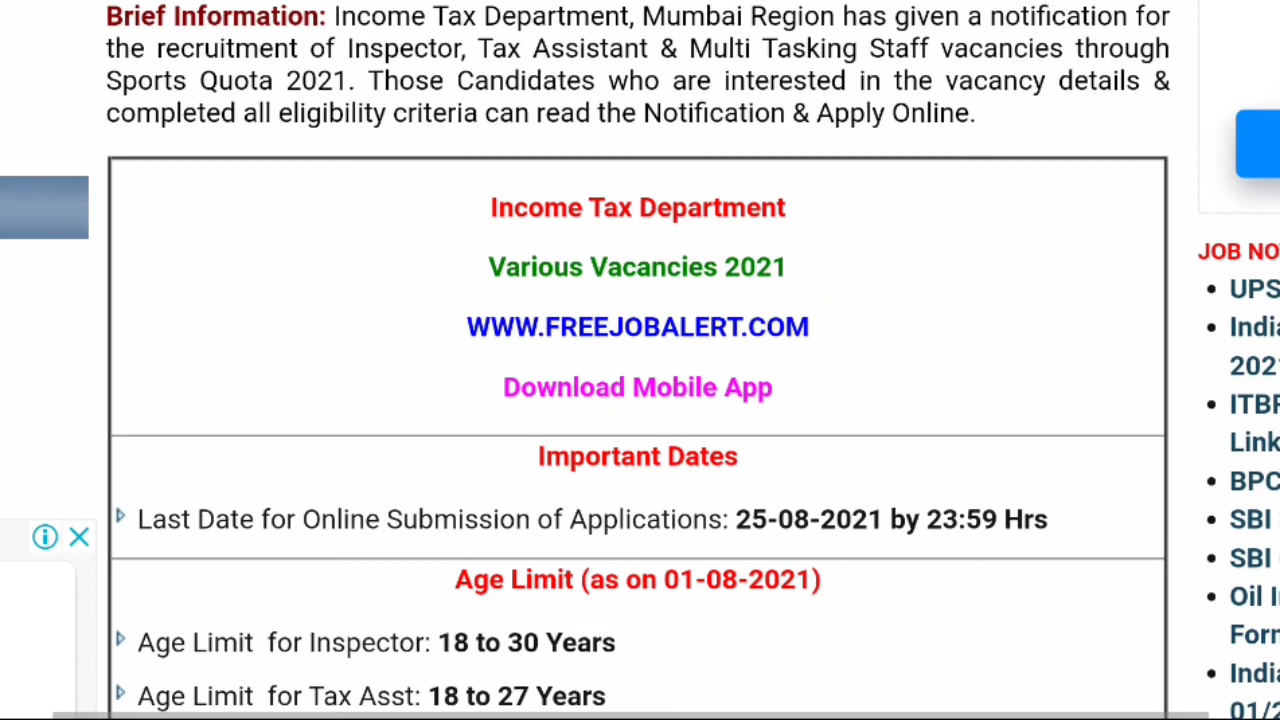 Brief Information: Income Tax Department, Mumbai Region has given a notification for
the recruitment of Inspector, Tax Assistant & Multi Tasking Staff vacancies through
Sports Quota 2021. Those Candidates who are interested in the vacancy details &
completed all eligibility criteria can read the Notification & Apply Online.
Income Tax Department
Various Vacancies 2021
WWW.FREEJOBALERT.COM
Download Mobile App
Important Dates
Last Date for Online Submission of Applications: 25-08-2021 by 23:59 Hrs
Age Limit (as on 01-08-2021)
Age Limit for Inspector: 18 to 30 Years
Age Limit for Tax Asst: 18 to 27 Years
JOB NO
UPS
India
202
ITBP
Link
BPC
SBI
SBI
Oil I
Forn
India
01/2